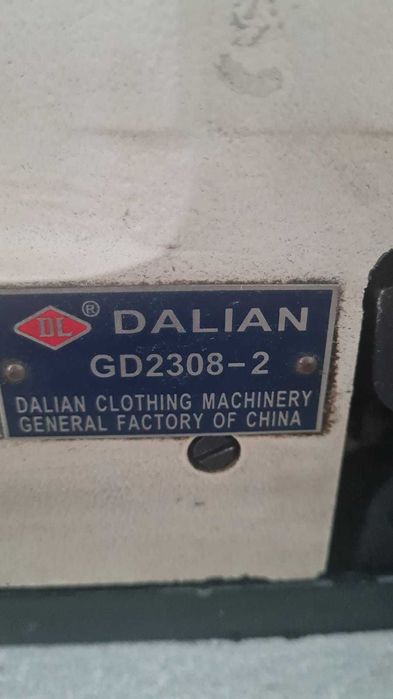 DL ® DALIAN
GD2308-2
DALIAN CLOTHING MACHINERY
GENERAL FACTORY OF CHINA